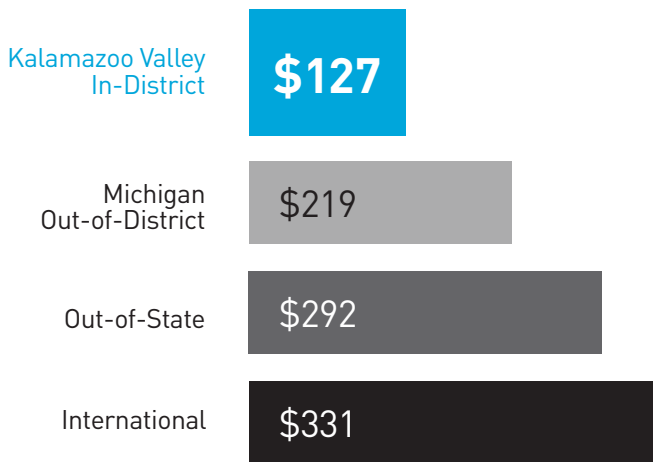 Kalamazoo Valley
In-District
$127
Michigan
Out-of-District
$219
Out-of-State
$292
International
$331